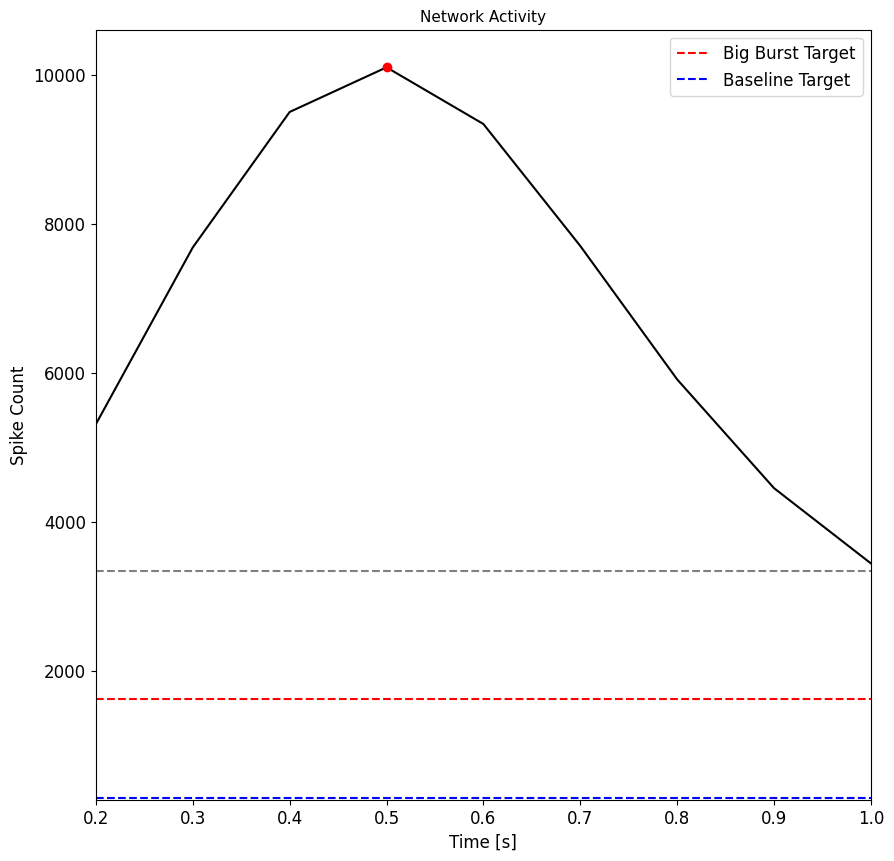 Network Activity
Big Burst Target
Baseline Target
Spike Count
10000
8000
6000
4000
2000
0.2 0.3 0.4 0.5 0.6 0.7 0.8 0.9 1.0
Time [s]